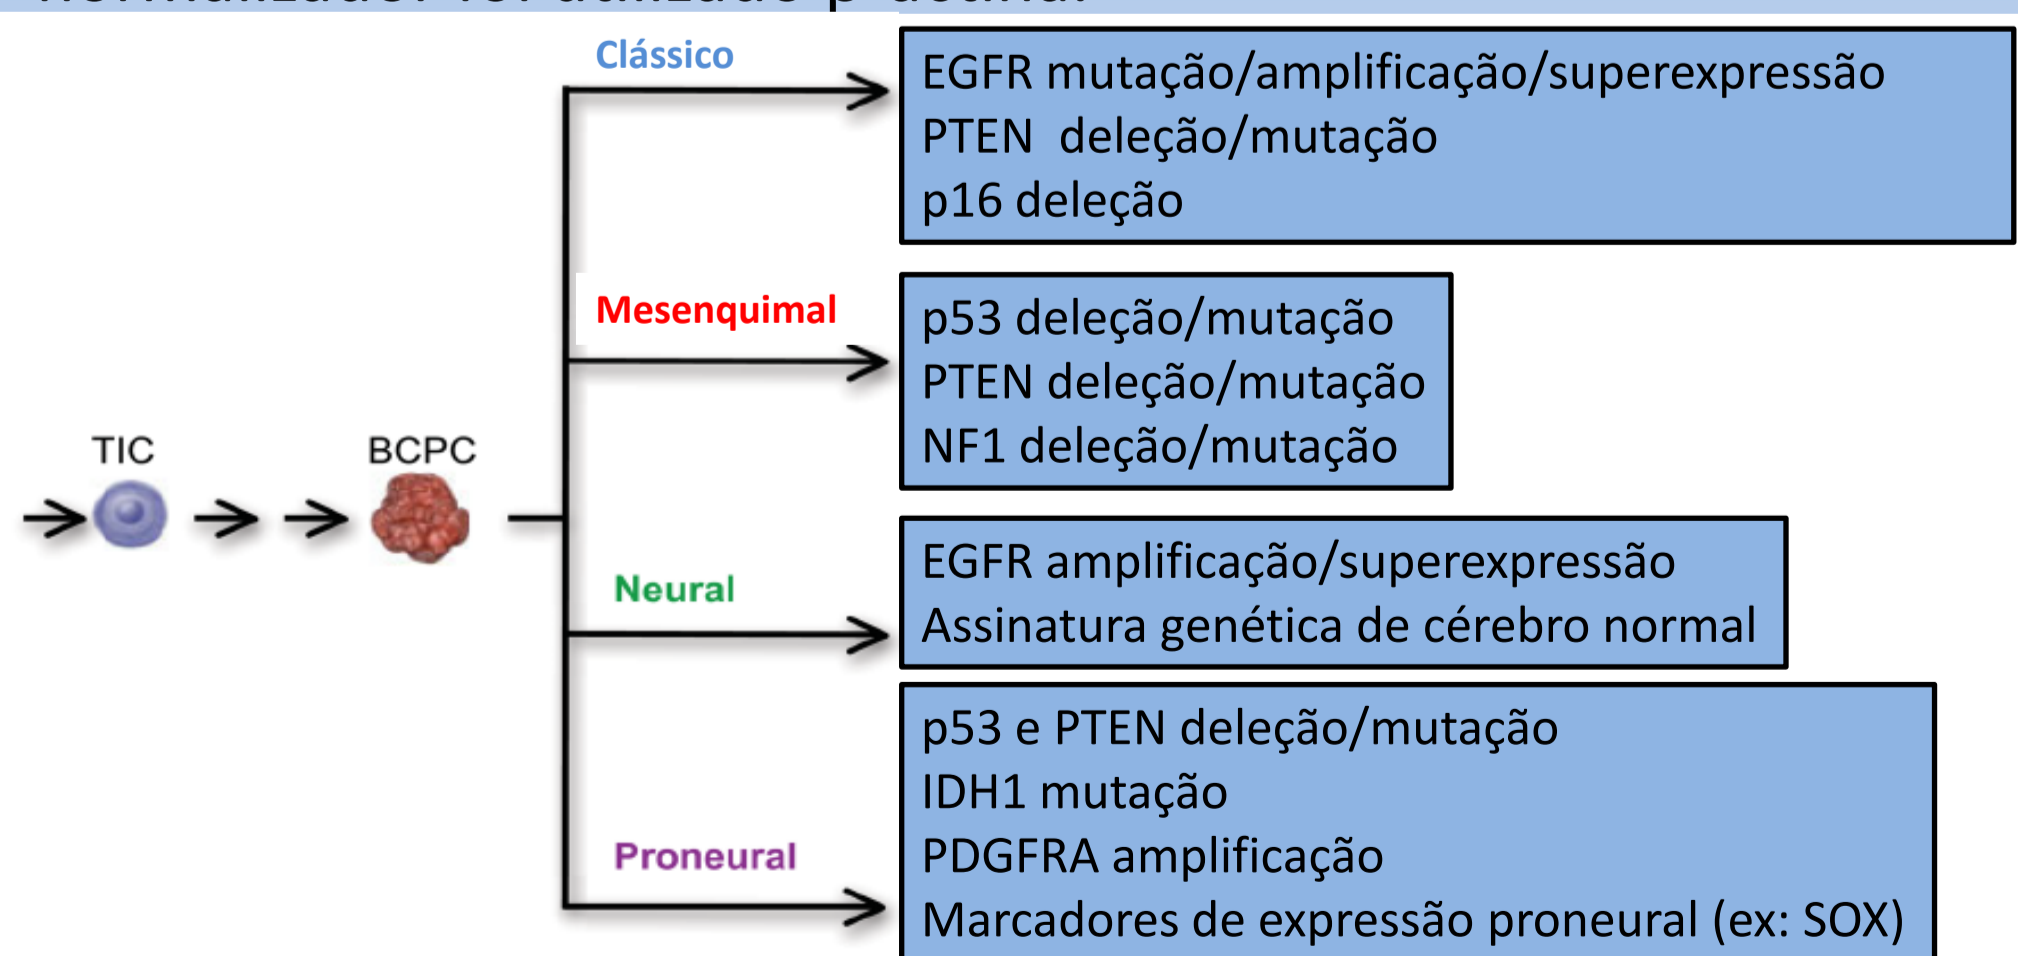 Clássico
EGFR mutação/amplificação/superexpressão
PTEN deleção/mutação
p16 deleção
Mesenquimal
p53 deleção/mutação
PTEN deleção/mutação
NF1 deleção/mutação
TIC
BCPC
Neural
EGFR amplificação/superexpressão
Assinatura genética de cérebro normal
Proneural
p53 e PTEN deleção/mutação
IDH1 mutação
PDGFRA amplificação
Marcadores de expressão proneural (ex: SOX)